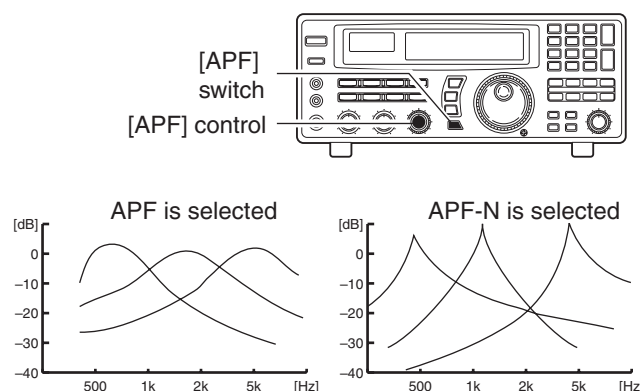 [APF]
switch
[APF] control
APF is selected
[dB]
0
–10
–20
–30
–40
500 1k 2k 5k [Hz]
APF-N is selected
[dB]
0
–10
–20
–30
–40
500 1k 2k 5k [Hz